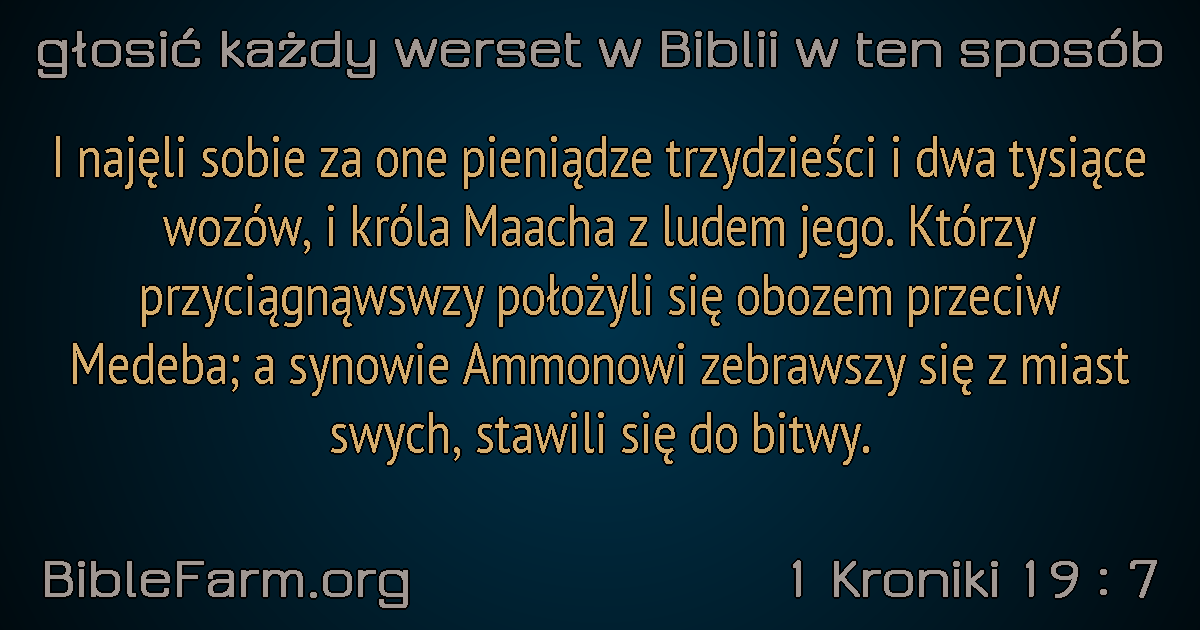 głosić każdy werset w Biblii w ten sposób
I najęli sobie za one pieniądze trzydzieści i dwa tysiące
wozów, i króla Maacha z ludem jego. Którzy
przyciągnąwswzy położyli się obozem przeciw
Medeba; a synowie Ammonowi zebrawszy się z miast
swych, stawili się do bitwy.
BibleFarm.org
1 Kroniki 19 : 7